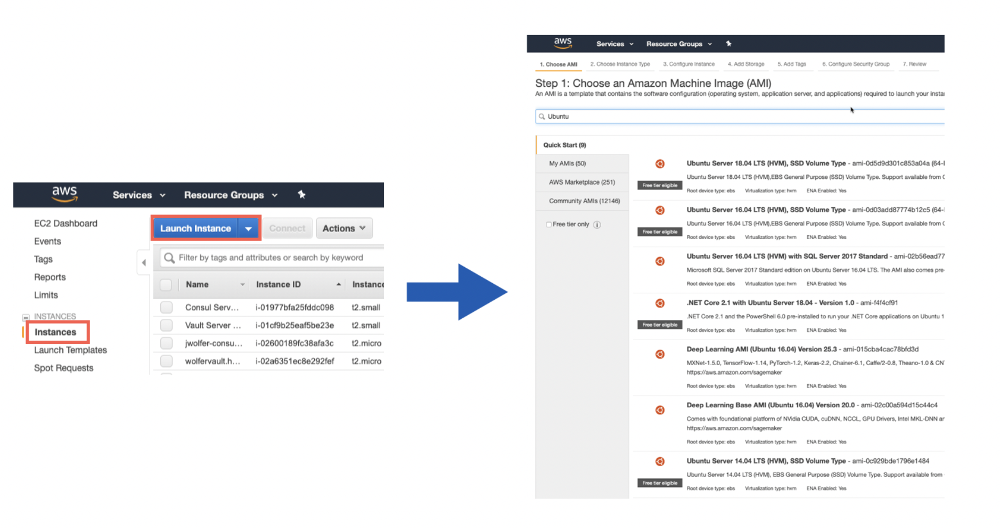 aws Services Resource Groups
EC2 Dashboard
Events
Tags
Reports
Limits
INSTANCES
Instances
Launch Templates
Spot Requests
Launch Instance Connect Actions
Filter by tags and attributes or search by keyword
Name Instance ID Instance
Consul Serv... i-01977bfa25fddc098 t2.small
Vault Server ... i-01cf9b25eaf5be23e t2.small
jwolfer-consu... i-02600189fc38afa3c t2.micro
wolfervault.h... i-02a6351ec8e292fef t2.micro
aws Services Resource Groups
1. Choose AMI 2. Choose Instance Type 3. Configure Instance 4. Add Storage 5. Add Tags 6. Configure Security Group 7. Review
Step 1: Choose an Amazon Machine Image (AMI)
An AMI is a template that contains the software configuration (operating system, application server, and applications) required to launch your insta
Ubuntu
Quick Start (9)
My AMIs (50)
AWS Marketplace (251)
Community AMIs (12146)
Free tier only
Ubuntu Server 18.04 LTS (HVM), SSD Volume Type - ami-0d5d9d301c853a04a (64-
Ubuntu Server 18.04 LTS (HVM),EBS General Purpose (SSD) Volume Type. Support available from
Free tier eligible
Root device type: ebs Virtualization type: hvm ENA Enabled: Yes
Ubuntu Server 16.04 LTS (HVM), SSD Volume Type - ami-0d03add87774b12c5 (64-
Ubuntu Server 16.04 LTS (HVM),EBS General Purpose (SSD) Volume Type. Support available from
Free tier eligible
Root device type: ebs Virtualization type: hvm ENA Enabled: Yes
Ubuntu Server 16.04 LTS (HVM) with SQL Server 2017 Standard - ami-02b56ead77
Microsoft SQL Server 2017 Standard edition on Ubuntu Server 16.04 LTS. The AMI also comes pre-
Root device type: ebs Virtualization type: hvm ENA Enabled: Yes
.NET Core 2.1 with Ubuntu Server 18.04 - Version 1.0 - ami-f4f4cf91
.NET Core 2.1 and the PowerShell 6.0 pre-installed to run your .NET Core applications on Ubuntu 1
Free tier eligible
Root device type: ebs Virtualization type: hvm ENA Enabled: Yes
Deep Learning AMI (Ubuntu 16.04) Version 25.3 - ami-015cba4cac78bfd3d
MXNet-1.5.0, TensorFlow-1.14, PyTorch-1.2, Keras-2.2, Chainer-6.1, Caffe/2-0.8, Theano-1.0 & CN
https://aws.amazon.com/sagemaker
Root device type: ebs Virtualization type: hvm ENA Enabled: Yes
Deep Learning Base AMI (Ubuntu 16.04) Version 20.0 - ami-02c00a594d15c44c4
Comes with foundational platform of NVidia CUDA, cuDNN, NCCL, GPU Drivers, Intel MKL-DNN ar
https://aws.amazon.com/sagemaker
Root device type: ebs Virtualization type: hvm ENA Enabled: Yes
Ubuntu Server 14.04 LTS (HVM), SSD Volume Type - ami-0c929bde1796e1484
Ubuntu Server 14.04 LTS (HVM), EBS General Purpose (SSD) Volume Type. Support available from
Free tier eligible
Root device type: ebs Virtualization type: hvm ENA Enabled: Yes